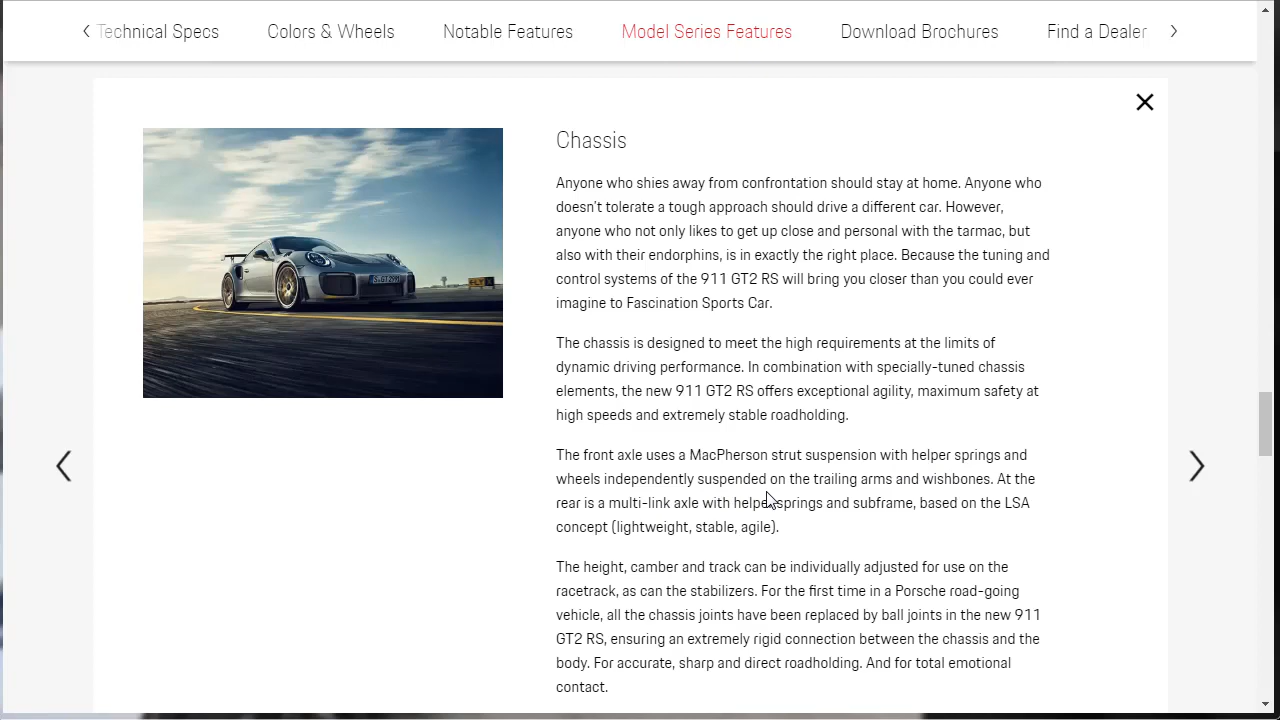 Technical Specs Colors & Wheels Notable Features Model Series Features Download Brochures Find a Dealer
Chassis
Anyone who shies away from confrontation should stay at home. Anyone who
doesn't tolerate a tough approach should drive a different car. However,
anyone who not only likes to get up close and personal with the tarmac, but
also with their endorphins, is in exactly the right place. Because the tuning and
control systems of the 911 GT2 RS will bring you closer than you could ever
imagine to Fascination Sports Car.
The chassis is designed to meet the high requirements at the limits of
dynamic driving performance. In combination with specially-tuned chassis
elements, the new 911 GT2 RS offers exceptional agility, maximum safety at
high speeds and extremely stable roadholding.
The front axle uses a MacPherson strut suspension with helper springs and
wheels independently suspended on the trailing arms and wishbones. At the
rear is a multi-link axle with helper springs and subframe, based on the LSA
concept (lightweight, stable, agile).
The height, camber and track can be individually adjusted for use on the
racetrack, as can the stabilizers. For the first time in a Porsche road-going
vehicle, all the chassis joints have been replaced by ball joints in the new 911
GT2 RS, ensuring an extremely rigid connection between the chassis and the
body. For accurate, sharp and direct roadholding. And for total emotional
contact.